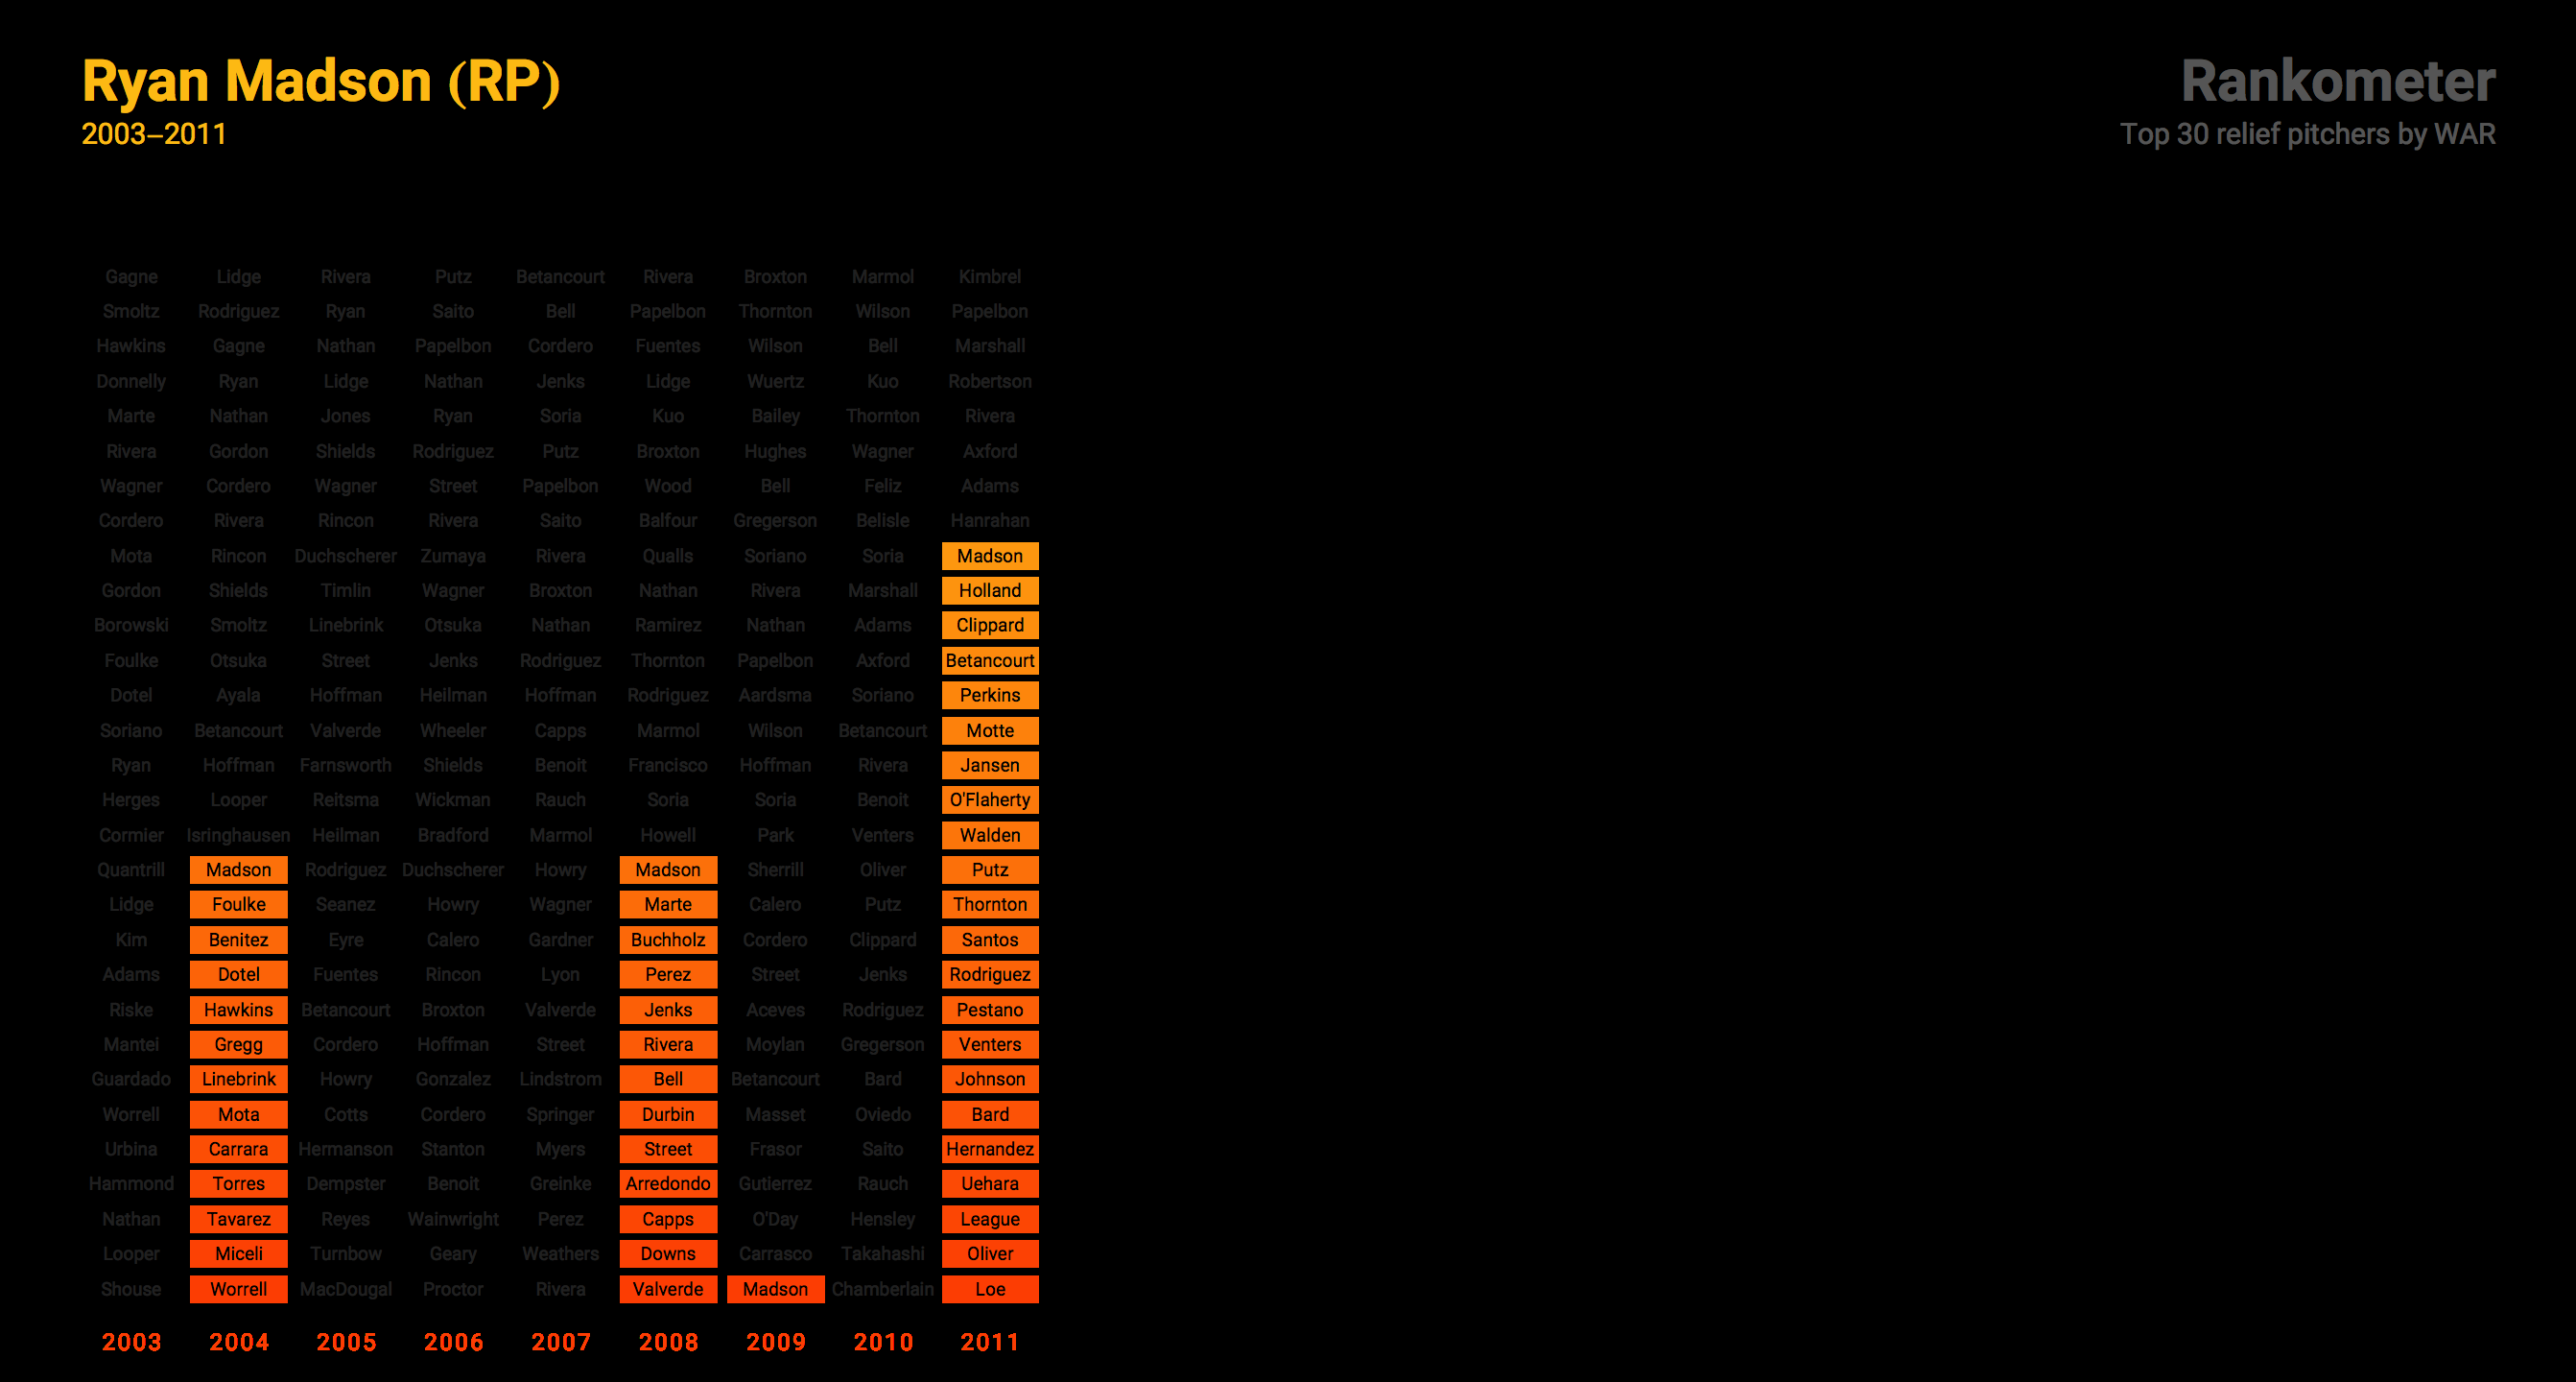 Ryan Madson (RP)
2003–2011
Rankometer
Top 30 relief pitchers by WAR
Gagne Lidge Rivera Putz Betancourt Rivera Broxton Marmol Kimbrel
Smoltz Rodriguez Ryan Saito Bell Papelbon Thornton Wilson Papelbon
Hawkins Gagne Nathan Papelbon Cordero Fuentes Wilson Bell Marshall
Donnelly Ryan Lidge Nathan Jenks Lidge Wuertz Kuo Robertson
Marte Nathan Jones Ryan Soria Kuo Bailey Thornton Rivera
Rivera Gordon Shields Rodriguez Putz Broxton Hughes Wagner Axford
Wagner Cordero Wagner Street Papelbon Wood Bell Feliz Adams
Cordero Rivera Rincon Rivera Saito Balfour Gregerson Belisle Hanrahan
Mota Rincon Duchscherer Zumaya Rivera Qualls Soriano Soria Madson
Gordon Shields Timlin Wagner Broxton Nathan Rivera Marshall Holland
Borowski Smoltz Linebrink Otsuka Nathan Ramirez Nathan Adams Clippard
Foulke Otsuka Street Jenks Rodriguez Thornton Papelbon Axford Betancourt
Dotel Ayala Hoffman Heilman Hoffman Rodriguez Aardsma Soriano Perkins
Soriano Betancourt Valverde Wheeler Capps Marmol Wilson Betancourt Motte
Ryan Hoffman Farnsworth Shields Benoit Francisco Hoffman Rivera Jansen
Herges Looper Reitsma Wickman Rauch Soria Soria Benoit O'Flaherty
Cormier Isringhausen Heilman Bradford Marmol Howell Park Venters Walden
Quantrill Madson Rodriguez Duchscherer Howry Madson Sherrill Oliver Putz
Lidge Foulke Seanez Howry Wagner Marte Calero Putz Thornton
Kim Benitez Eyre Calero Gardner Buchholz Cordero Clippard Santos
Adams Dotel Fuentes Rincon Lyon Perez Street Jenks Rodriguez
Riske Hawkins Betancourt Broxton Valverde Jenks Aceves Rodriguez Pestano
Mantei Gregg Cordero Hoffman Street Rivera Moylan Gregerson Venters
Guardado Linebrink Howry Gonzalez Lindstrom Bell Betancourt Bard Johnson
Worrell Mota Cotts Cordero Springer Durbin Masset Oviedo Bard
Urbina Carrara Hermanson Stanton Myers Street Frasor Saito Hernandez
Hammond Torres Dempster Benoit Greinke Arredondo Gutierrez Rauch Uehara
Nathan Tavarez Reyes Wainwright Perez Capps O'Day Hensley League
Looper Miceli Turnbow Geary Weathers Downs Carrasco Takahashi Oliver
Shouse Worrell MacDougal Proctor Rivera Valverde Madson Chamberlain Loe
2003 2004 2005 2006 2007 2008 2009 2010 2011